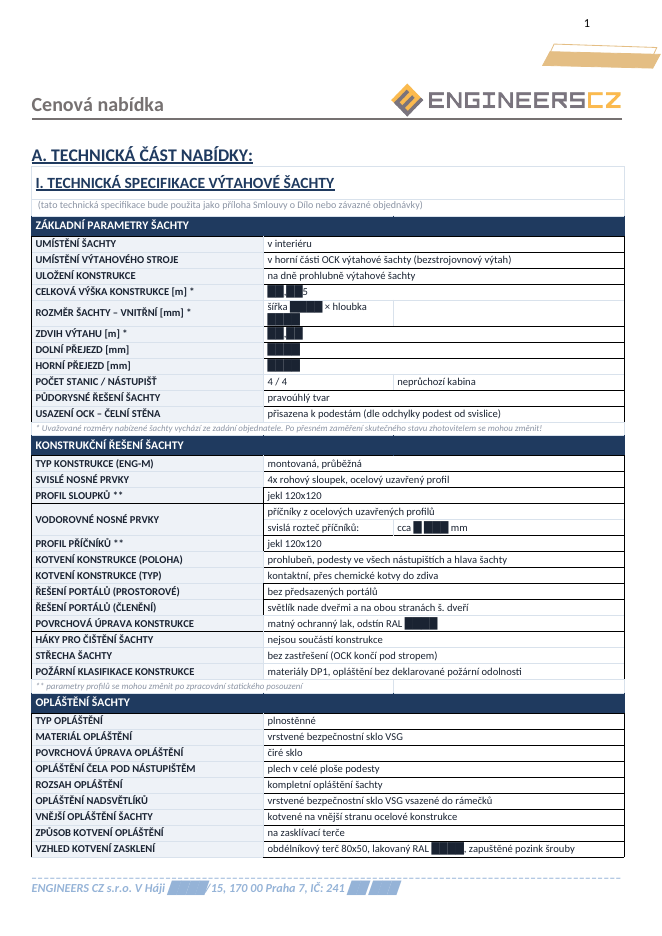 1
Cenová nabídka
ENGINEERSCZ
A. TECHNICKÁ ČÁST NABÍDKY:
I. TECHNICKÁ SPECIFIKACE VÝTAHOVÉ ŠACHTY
(tato technická specifikace bude použita jako příloha Smlouvy o Dílo nebo závazné objednávky)
ZÁKLADNÍ PARAMETRY ŠACHTY
UMÍSTĚNÍ ŠACHTY v interiéru
UMÍSTĚNÍ VÝTAHOVÉHO STROJE v horní části OCK výtahové šachty (bezstrojovnový výtah)
ULOŽENÍ KONSTRUKCE na dně prohlubně výtahové šachty
CELKOVÁ VÝŠKA KONSTRUKCE [m] * 5
ROZMĚR ŠACHTY – VNITŘNÍ [mm] * šířka × hloubka
ZDVIH VÝTAHU [m] *
DOLNÍ PŘEJEZD [mm]
HORNÍ PŘEJEZD [mm]
POČET STANIC / NÁSTUPIŠŤ 4 / 4 neprůchozí kabina
PŮDORYSNÉ ŘEŠENÍ ŠACHTY pravoúhlý tvar
USAZENÍ OCK – ČELNÍ STĚNA přisazena k podestám (dle odchylky podest od svislice)
* Uvažované rozměry nabízené šachty vychází ze zadání objednatele. Po přesném zaměření skutečného stavu zhotovitelem se mohou změnit!
KONSTRUKČNÍ ŘEŠENÍ ŠACHTY
TYP KONSTRUKCE (ENG-M) montovaná, průběžná
SVISLÉ NOSNÉ PRVKY 4x rohový sloupek, ocelový uzavřený profil
PROFIL SLOUPKŮ ** jekl 120x120
VODOROVNÉ NOSNÉ PRVKY příčníky z ocelových uzavřených profilů
svislá rozteč příčníků: cca mm
PROFIL PŘÍČNÍKŮ ** jekl 120x120
KOTVENÍ KONSTRUKCE (POLOHA) prohlubeň, podesty ve všech nástupištích a hlava šachty
KOTVENÍ KONSTRUKCE (TYP) kontaktní, přes chemické kotvy do zdiva
ŘEŠENÍ PORTÁLŮ (PROSTOROVÉ) bez předsazených portálů
ŘEŠENÍ PORTÁLŮ (ČLENĚNÍ) světlík nade dveřmi a na obou stranách š. dveří
POVRCHOVÁ ÚPRAVA KONSTRUKCE matný ochranný lak, odstín RAL
HÁKY PRO ČIŠTĚNÍ ŠACHTY nejsou součástí konstrukce
STŘECHA ŠACHTY bez zastřešení (OCK končí pod stropem)
POŽÁRNÍ KLASIFIKACE KONSTRUKCE materiály DP1, opláštění bez deklarované požární odolnosti
** parametry profilů se mohou změnit po zpracování statického posouzení
OPLÁŠTĚNÍ ŠACHTY
TYP OPLÁŠTĚNÍ plnostěnné
MATERIÁL OPLÁŠTĚNÍ vrstvené bezpečnostní sklo VSG
POVRCHOVÁ ÚPRAVA OPLÁŠTĚNÍ čiré sklo
OPLÁŠTĚNÍ ČELA POD NÁSTUPIŠTĚM plech v celé ploše podesty
ROZSAH OPLÁŠTĚNÍ kompletní opláštění šachty
OPLÁŠTĚNÍ NADSVĚTLÍKŮ vrstvené bezpečnostní sklo VSG vsazené do rámečků
VNĚJŠÍ OPLÁŠTĚNÍ ŠACHTY kotvené na vnější stranu ocelové konstrukce
ZPŮSOB KOTVENÍ OPLÁŠTĚNÍ na zasklívací terče
VZHLED KOTVENÍ ZASKLENÍ obdélníkový terč 80x50, lakovaný RAL , zapuštěné pozink šrouby
ENGINEERS CZ s.r.o. V Háji /15, 170 00 Praha 7, IČ: 241